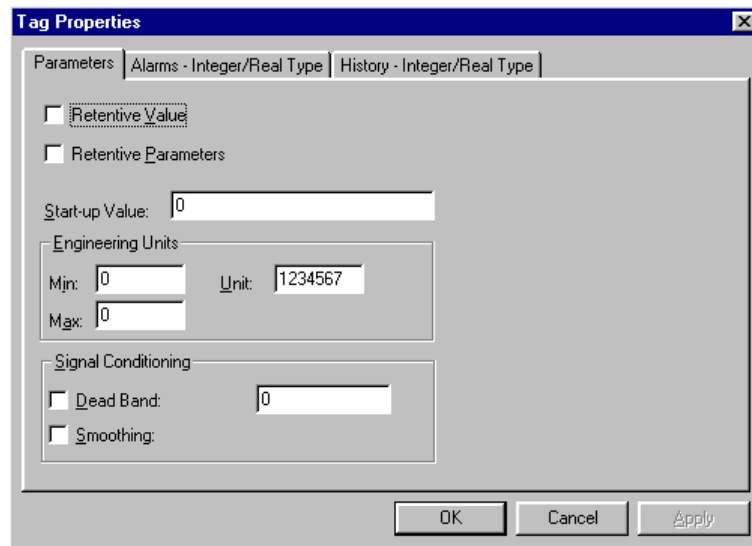 Tag Properties
Parameters
Alarms - Integer/Real Type
History - Integer/Real Type
Retentive Value
Retentive Parameters
Start-up Value: 0
Engineering Units
Min: 0 Unit: 1234567
Max: 0
Signal Conditioning
Dead Band: 0
Smoothing:
OK Cancel Apply